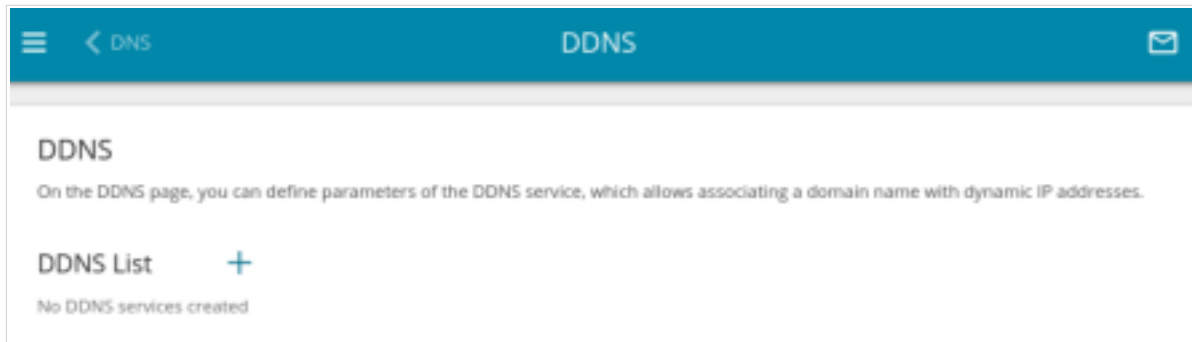 DNS
DDNS
DDNS
On the DDNS page, you can define parameters of the DDNS service, which allows associating a domain name with dynamic IP addresses.
DDNS List
No DDNS services created